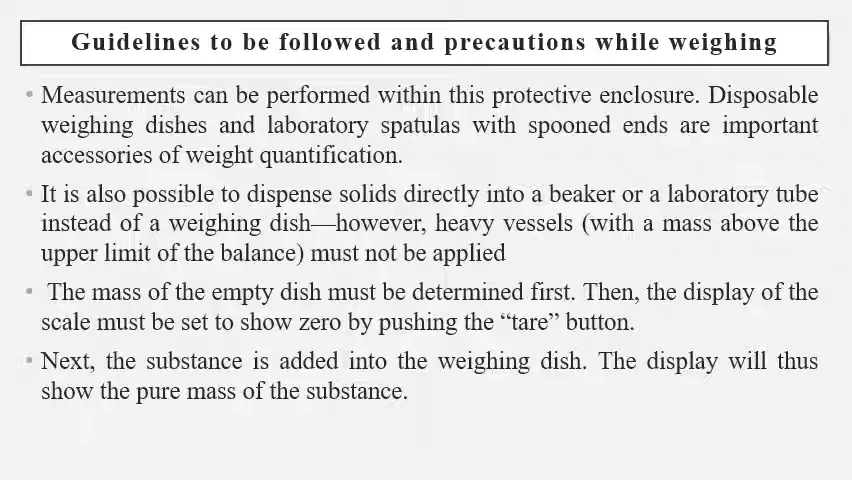 Guidelines to be followed and precautions while weighing
• Measurements can be performed within this protective enclosure. Disposable
weighing dishes and laboratory spatulas with spooned ends are important
accessories of weight quantification.
• It is also possible to dispense solids directly into a beaker or a laboratory tube
instead of a weighing dish—however, heavy vessels (with a mass above the
upper limit of the balance) must not be applied
• The mass of the empty dish must be determined first. Then, the display of the
scale must be set to show zero by pushing the “tare” button.
• Next, the substance is added into the weighing dish. The display will thus
show the pure mass of the substance.